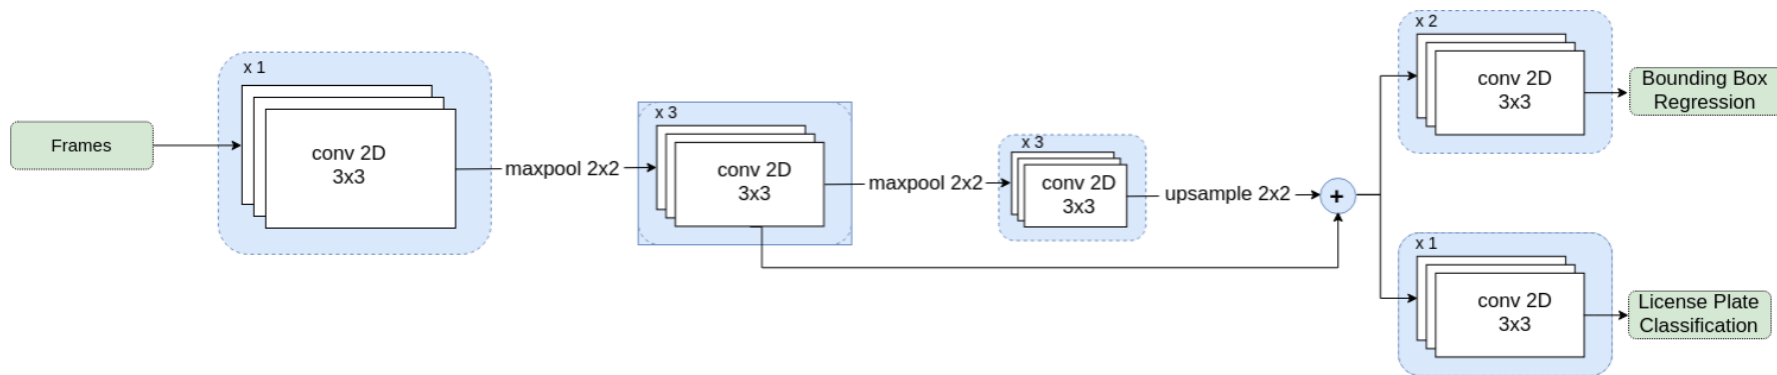 Frames
x 1
conv 2D
3x3
maxpool 2x2
x 3
conv 2D
3x3
maxpool 2x2
x 3
conv 2D
3x3
upsample 2x2
+
x 2
conv 2D
3x3
Bounding Box
Regression
x 1
conv 2D
3x3
License Plate
Classification